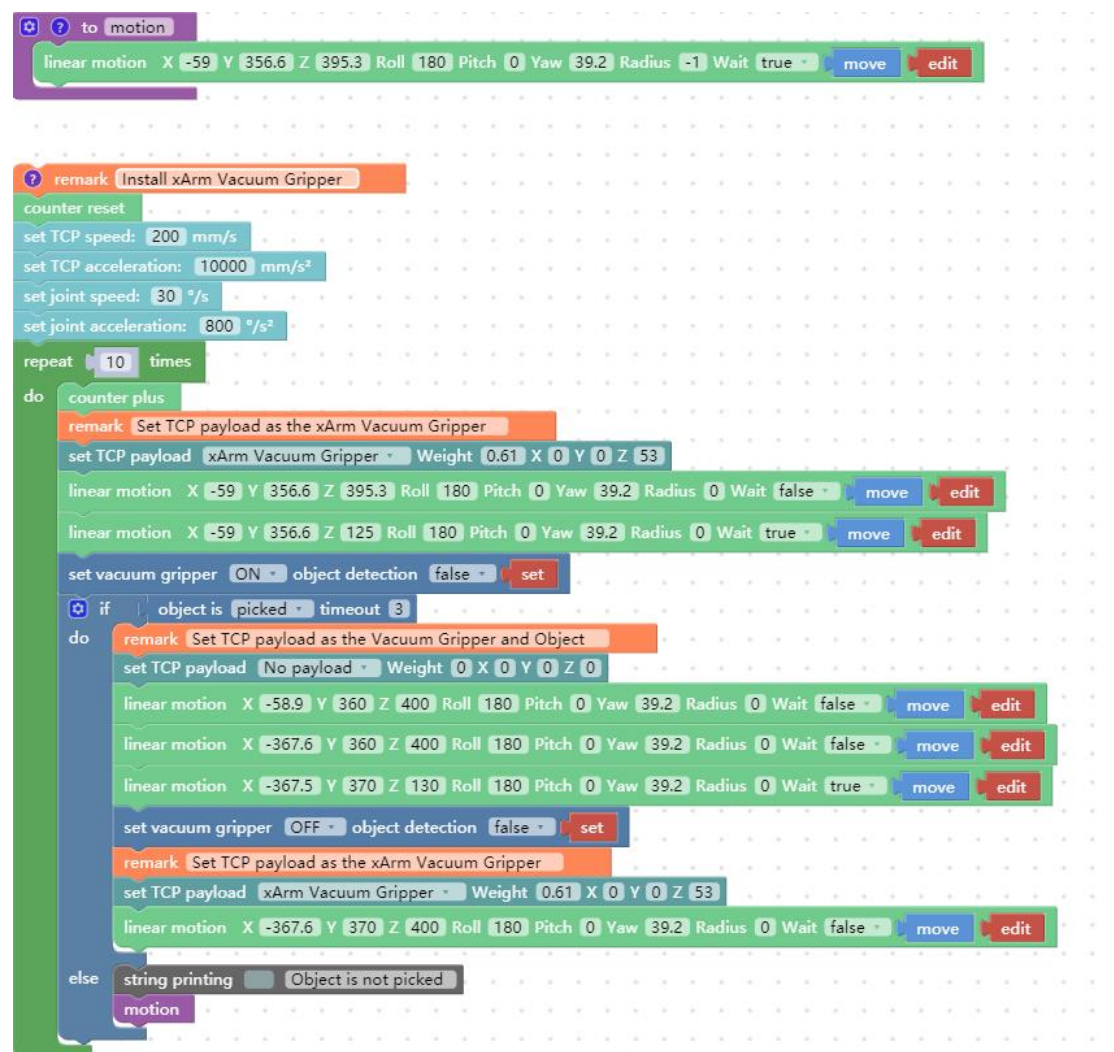 ? to motion
linear motion X -59 Y 356.6 Z 395.3 Roll 180 Pitch 0 Yaw 39.2 Radius -1 Wait true move edit
? remark Install xArm Vacuum Gripper
counter reset
set TCP speed: 200 mm/s
set TCP acceleration: 10000 mm/s²
set joint speed: 30 °/s
set joint acceleration: 800 °/s²
repeat 10 times
do counter plus
remark Set TCP payload as the xArm Vacuum Gripper
set TCP payload xArm Vacuum Gripper Weight 0.61 X 0 Y 0 Z 53
linear motion X -59 Y 356.6 Z 395.3 Roll 180 Pitch 0 Yaw 39.2 Radius 0 Wait false move edit
linear motion X -59 Y 356.6 Z 125 Roll 180 Pitch 0 Yaw 39.2 Radius 0 Wait true move edit
set vacuum gripper ON object detection false set
if object is picked timeout 3
do remark Set TCP payload as the Vacuum Gripper and Object
set TCP payload No payload Weight 0 X 0 Y 0 Z 0
linear motion X -58.9 Y 360 Z 400 Roll 180 Pitch 0 Yaw 39.2 Radius 0 Wait false move edit
linear motion X -367.6 Y 360 Z 400 Roll 180 Pitch 0 Yaw 39.2 Radius 0 Wait false move edit
linear motion X -367.5 Y 370 Z 130 Roll 180 Pitch 0 Yaw 39.2 Radius 0 Wait true move edit
set vacuum gripper OFF object detection false set
remark Set TCP payload as the xArm Vacuum Gripper
set TCP payload xArm Vacuum Gripper Weight 0.61 X 0 Y 0 Z 53
linear motion X -367.6 Y 370 Z 400 Roll 180 Pitch 0 Yaw 39.2 Radius 0 Wait false move edit
else string printing Object is not picked
motion